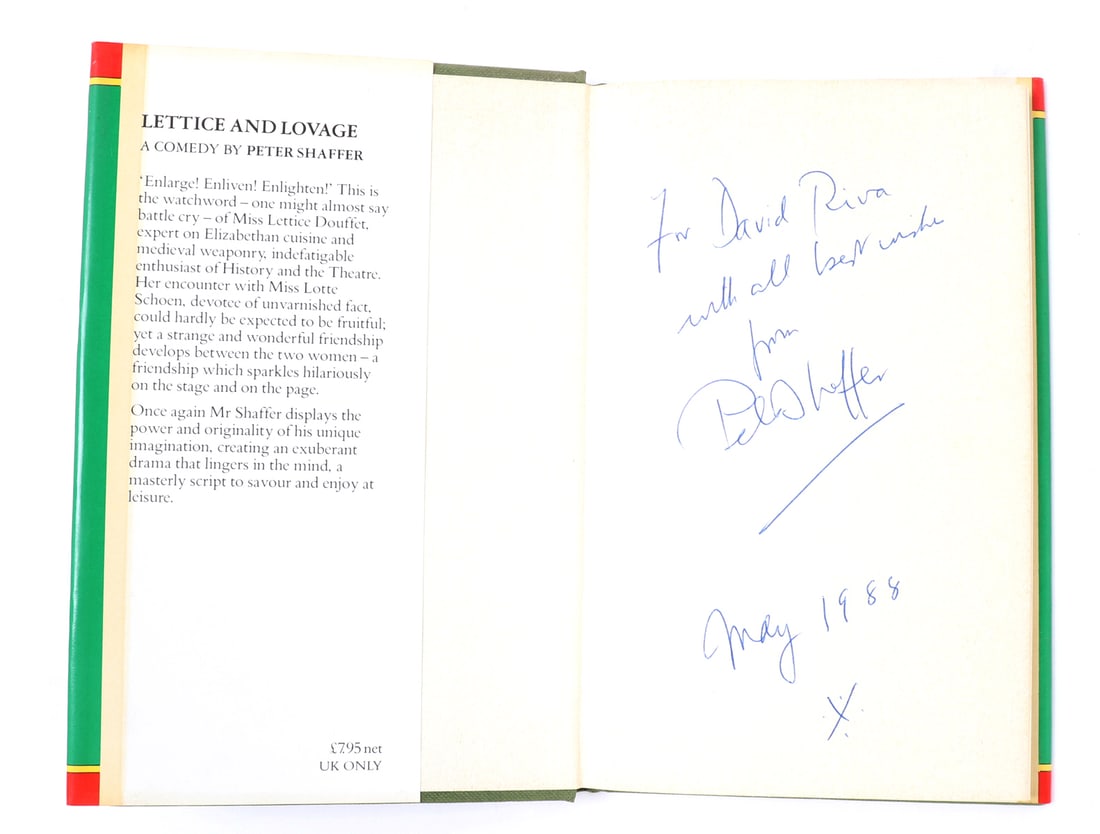 LETTICE AND LOVAGE
A COMEDY BY PETER SHAFFER
'Enlarge! Enliven! Enlighten!' This is
the watchword – one might almost say
battle cry – of Miss Lettice Douffet,
expert on Elizabethan cuisine and
medieval weaponry, indefatigable
enthusiast of History and the Theatre.
Her encounter with Miss Lotte
Schoen, devotee of unvarnished fact,
could hardly be expected to be fruitful;
yet a strange and wonderful friendship
develops between the two women – a
friendship which sparkles hilariously
on the stage and on the page.
Once again Mr Shaffer displays the
power and originality of his unique
imagination, creating an exuberant
drama that lingers in the mind, a
masterly script to savour and enjoy at
leisure.
£7.95 net
UK ONLY
For David Riva
with all best wishes
from
Peter Shaffer
May 1988
X